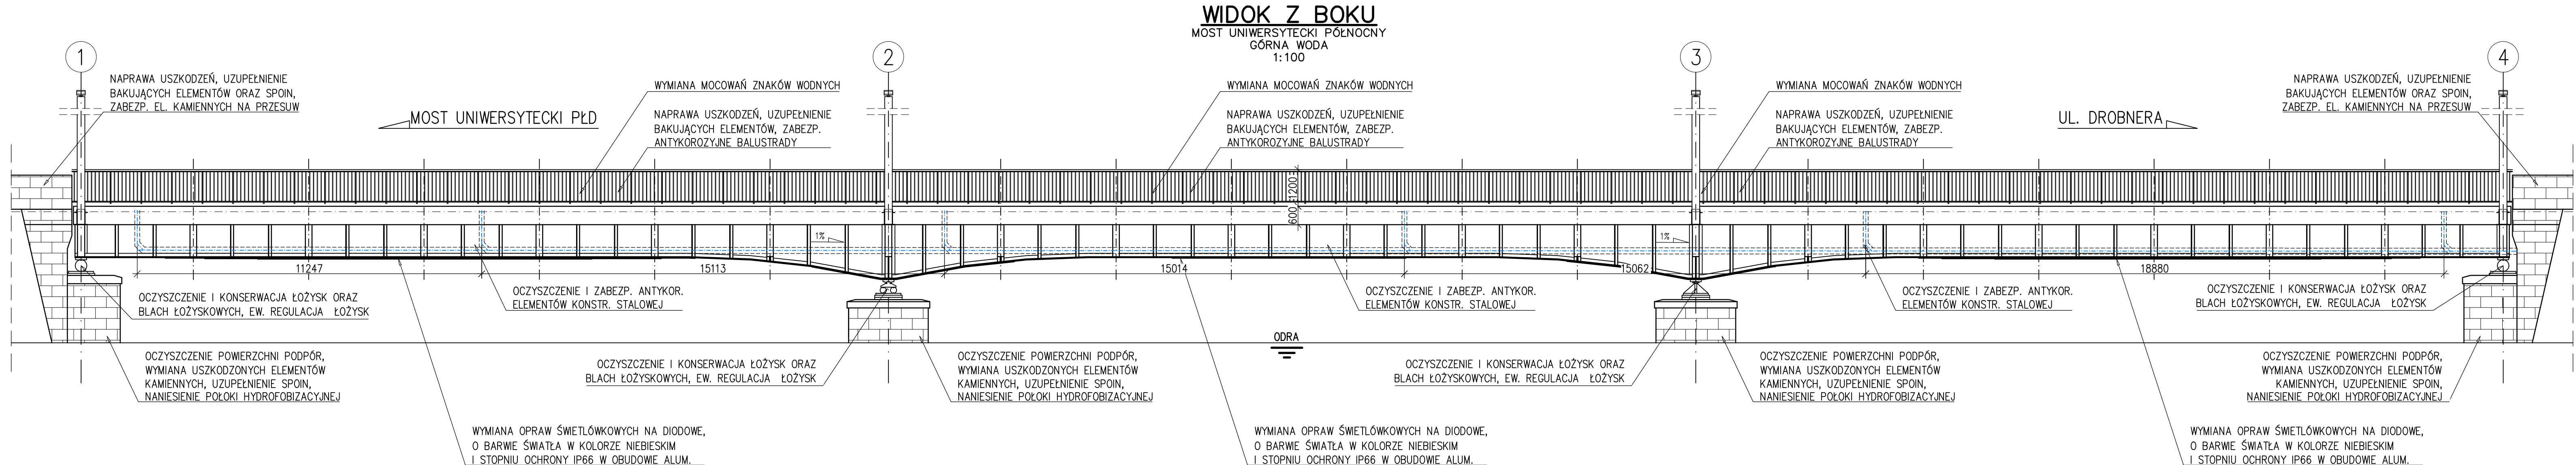 WIDOK Z BOKU
MOST UNIWERSYTECKI PÓŁNOCNY
GÓRNA WODA
1:100
1
2
3
4
NAPRAWA USZKODZEŃ, UZUPEŁNIENIE
BAKUJĄCYCH ELEMENTÓW ORAZ SPOIN,
ZABEZP. EL. KAMIENNYCH NA PRZESUW
MOST UNIWERSYTECKI PŁD
WYMIANA MOCOWAŃ ZNAKÓW WODNYCH
NAPRAWA USZKODZEŃ, UZUPEŁNIENIE
BAKUJĄCYCH ELEMENTÓW, ZABEZP.
ANTYKOROZYJNE BALUSTRADY
WYMIANA MOCOWAŃ ZNAKÓW WODNYCH
NAPRAWA USZKODZEŃ, UZUPEŁNIENIE
BAKUJĄCYCH ELEMENTÓW, ZABEZP.
ANTYKOROZYJNE BALUSTRADY
WYMIANA MOCOWAŃ ZNAKÓW WODNYCH
NAPRAWA USZKODZEŃ, UZUPEŁNIENIE
BAKUJĄCYCH ELEMENTÓW, ZABEZP.
ANTYKOROZYJNE BALUSTRADY
UL. DROBNERA
NAPRAWA USZKODZEŃ, UZUPEŁNIENIE
BAKUJĄCYCH ELEMENTÓW ORAZ SPOIN,
ZABEZP. EL. KAMIENNYCH NA PRZESUW
1200
600
1%
1%
11247
15113
15014
15062
18880
OCZYSZCZENIE I KONSERWACJA ŁOŻYSK ORAZ
BLACH ŁOŻYSKOWYCH, EW. REGULACJA ŁOŻYSK
OCZYSZCZENIE I ZABEZP. ANTYKOR.
ELEMENTÓW KONSTR. STALOWEJ
OCZYSZCZENIE I ZABEZP. ANTYKOR.
ELEMENTÓW KONSTR. STALOWEJ
OCZYSZCZENIE I ZABEZP. ANTYKOR.
ELEMENTÓW KONSTR. STALOWEJ
OCZYSZCZENIE I KONSERWACJA ŁOŻYSK ORAZ
BLACH ŁOŻYSKOWYCH, EW. REGULACJA ŁOŻYSK
ODRA
OCZYSZCZENIE POWIERZCHNI PODPÓR,
WYMIANA USZKODZONYCH ELEMENTÓW
KAMIENNYCH, UZUPEŁNIENIE SPOIN,
NANIESIENIE POŁOKI HYDROFOBIZACYJNEJ
OCZYSZCZENIE I KONSERWACJA ŁOŻYSK ORAZ
BLACH ŁOŻYSKOWYCH, EW. REGULACJA ŁOŻYSK
OCZYSZCZENIE POWIERZCHNI PODPÓR,
WYMIANA USZKODZONYCH ELEMENTÓW
KAMIENNYCH, UZUPEŁNIENIE SPOIN,
NANIESIENIE POŁOKI HYDROFOBIZACYJNEJ
OCZYSZCZENIE I KONSERWACJA ŁOŻYSK ORAZ
BLACH ŁOŻYSKOWYCH, EW. REGULACJA ŁOŻYSK
OCZYSZCZENIE POWIERZCHNI PODPÓR,
WYMIANA USZKODZONYCH ELEMENTÓW
KAMIENNYCH, UZUPEŁNIENIE SPOIN,
NANIESIENIE POŁOKI HYDROFOBIZACYJNEJ
OCZYSZCZENIE POWIERZCHNI PODPÓR,
WYMIANA USZKODZONYCH ELEMENTÓW
KAMIENNYCH, UZUPEŁNIENIE SPOIN,
NANIESIENIE POŁOKI HYDROFOBIZACYJNEJ
WYMIANA OPRAW ŚWIETLÓWKOWYCH NA DIODOWE,
O BARWIE ŚWIATŁA W KOLORZE NIEBIESKIM
I STOPNIU OCHRONY IP66 W OBUDOWIE ALUM.
WYMIANA OPRAW ŚWIETLÓWKOWYCH NA DIODOWE,
O BARWIE ŚWIATŁA W KOLORZE NIEBIESKIM
I STOPNIU OCHRONY IP66 W OBUDOWIE ALUM.
WYMIANA OPRAW ŚWIETLÓWKOWYCH NA DIODOWE,
O BARWIE ŚWIATŁA W KOLORZE NIEBIESKIM
I STOPNIU OCHRONY IP66 W OBUDOWIE ALUM.